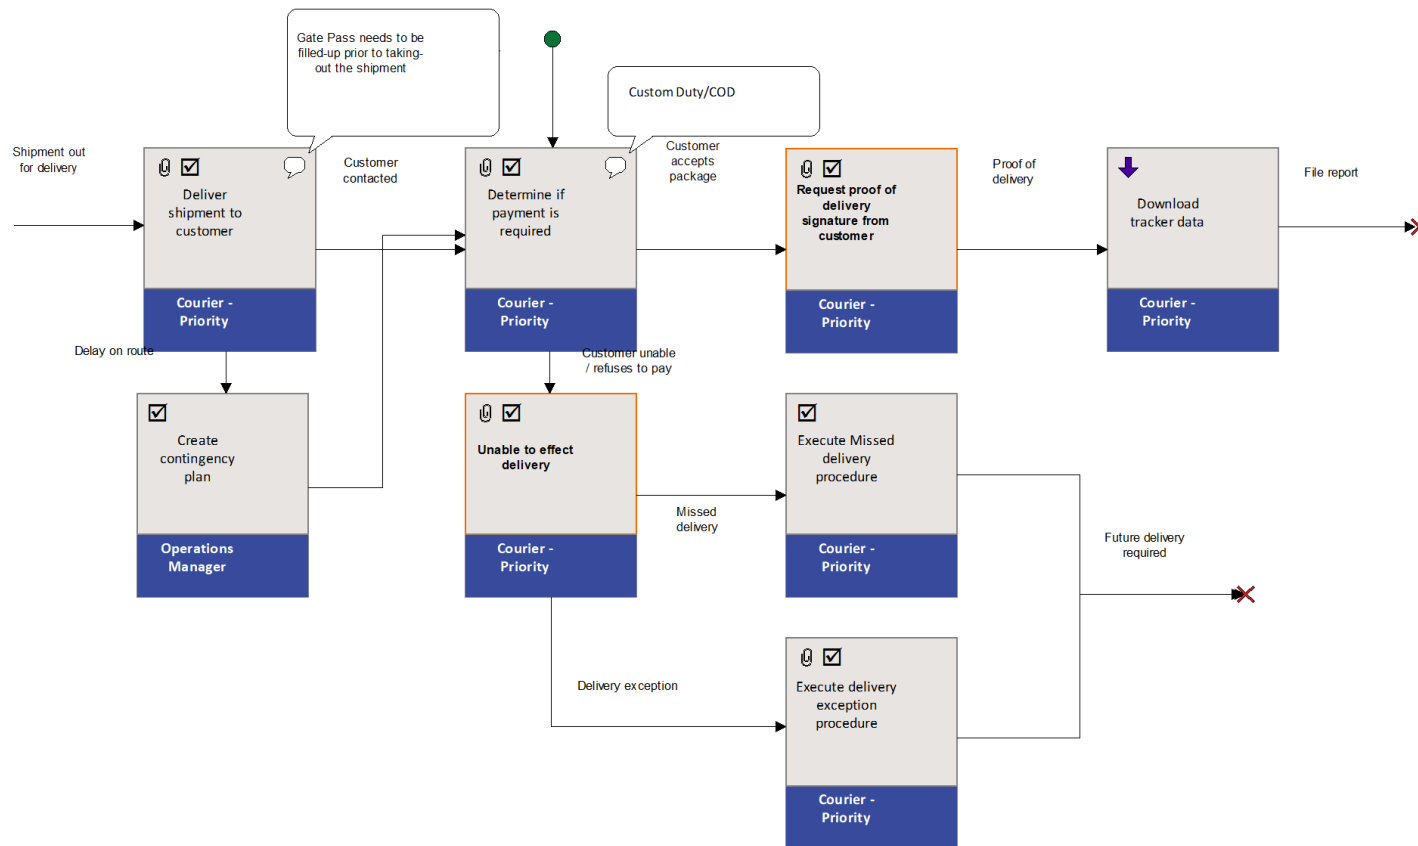 Gate Pass needs to be
filled-up prior to taking-
out the shipment
Custom Duty/COD
Shipment out
for delivery
Deliver
shipment to
customer
Courier -
Priority
Customer
contacted
Determine if
payment is
required
Courier -
Priority
Customer
accepts
package
Request proof of
delivery
signature from
customer
Courier -
Priority
Proof of
delivery
Download
tracker data
Courier -
Priority
File report
Delay on route
Customer unable
/ refuses to pay
Create
contingency
plan
Operations
Manager
Unable to effect
delivery
Courier -
Priority
Missed
delivery
Execute Missed
delivery
procedure
Courier -
Priority
Future delivery
required
Delivery exception
Execute delivery
exception
procedure
Courier -
Priority